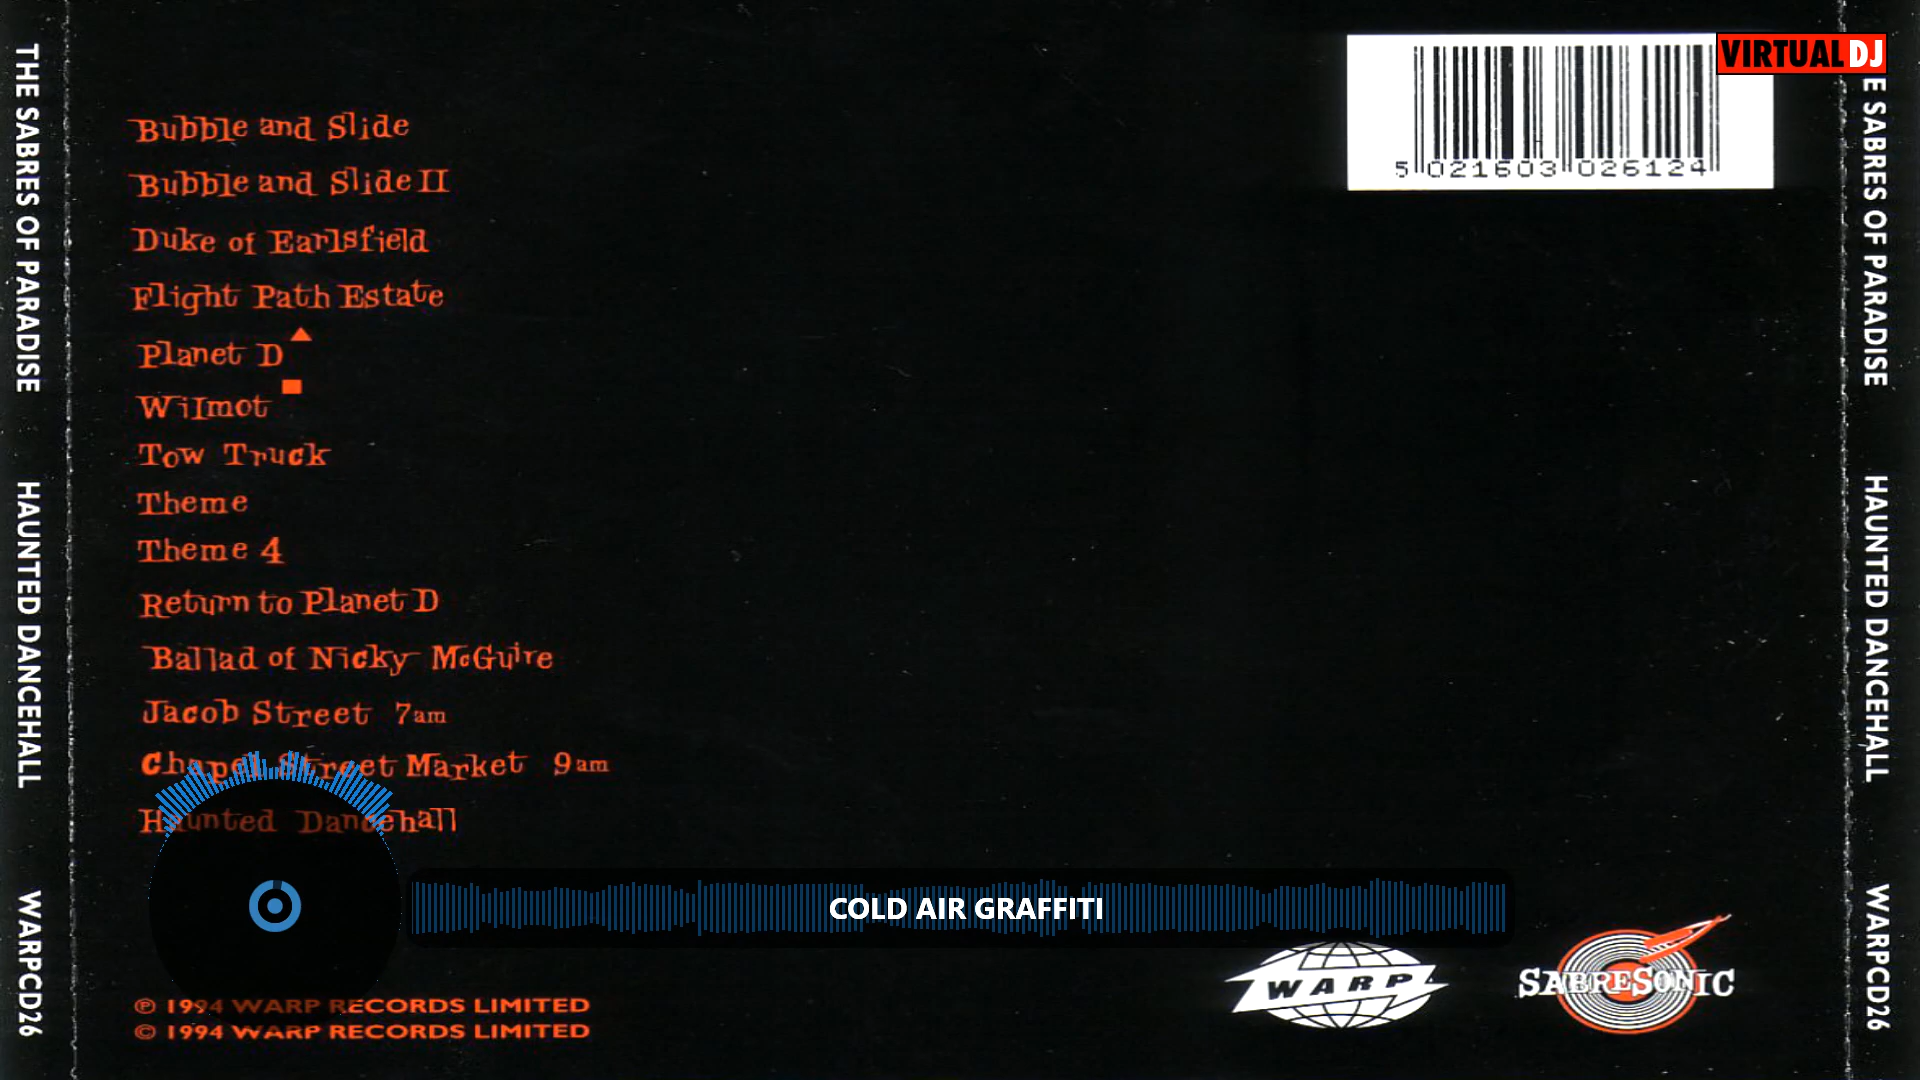 THE SABRES OF PARADISE HAUNTED DANCEHALL WARPCD26
Bubble and Slide
Bubble and Slide II
Duke of Earlsfield
Flight Path Estate
Planet D
Wilmot
Tow Truck
Theme
Theme 4
Return to Planet D
Ballad of Nicky McGuire
Jacob Street 7am
Chapel Street Market 9am
Haunted Dancehall
COLD AIR GRAFFITI
℗ 1994 WARP RECORDS LIMITED
© 1994 WARP RECORDS LIMITED
5 021603 026124
VIRTUAL DJ
WARP
SABRESONIC
E SABRES OF PARADISE HAUNTED DANCEHALL WARPCD26